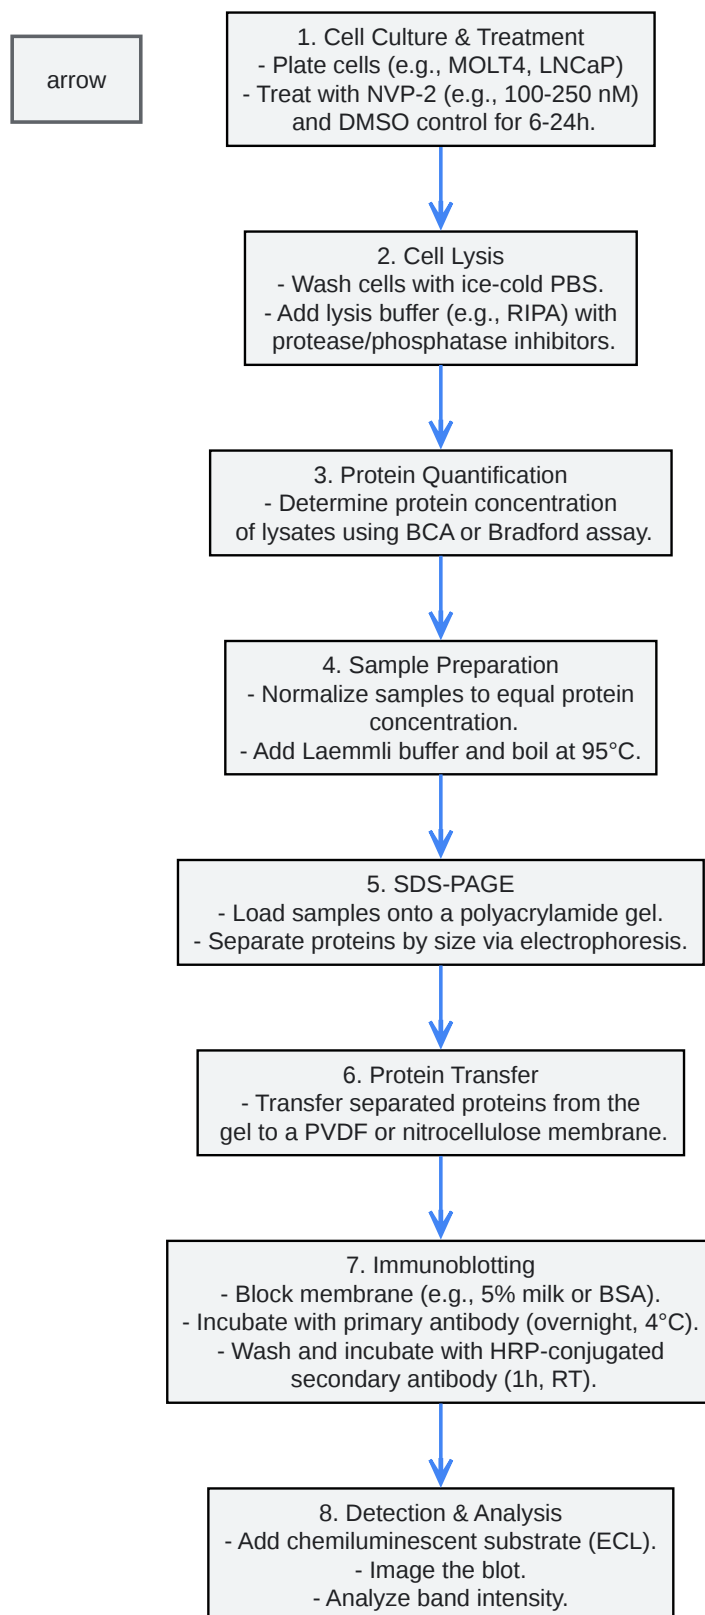 arrow
1. Cell Culture & Treatment
- Plate cells (e.g., MOLT4, LNCaP)
- Treat with NVP-2 (e.g., 100-250 nM)
and DMSO control for 6-24h.
2. Cell Lysis
- Wash cells with ice-cold PBS.
- Add lysis buffer (e.g., RIPA) with
protease/phosphatase inhibitors.
3. Protein Quantification
- Determine protein concentration
of lysates using BCA or Bradford assay.
4. Sample Preparation
- Normalize samples to equal protein
concentration.
- Add Laemmli buffer and boil at 95°C.
5. SDS-PAGE
- Load samples onto a polyacrylamide gel.
- Separate proteins by size via electrophoresis.
6. Protein Transfer
- Transfer separated proteins from the
gel to a PVDF or nitrocellulose membrane.
7. Immunoblotting
- Block membrane (e.g., 5% milk or BSA).
- Incubate with primary antibody (overnight, 4°C).
- Wash and incubate with HRP-conjugated
secondary antibody (1h, RT).
8. Detection & Analysis
- Add chemiluminescent substrate (ECL).
- Image the blot.
- Analyze band intensity.